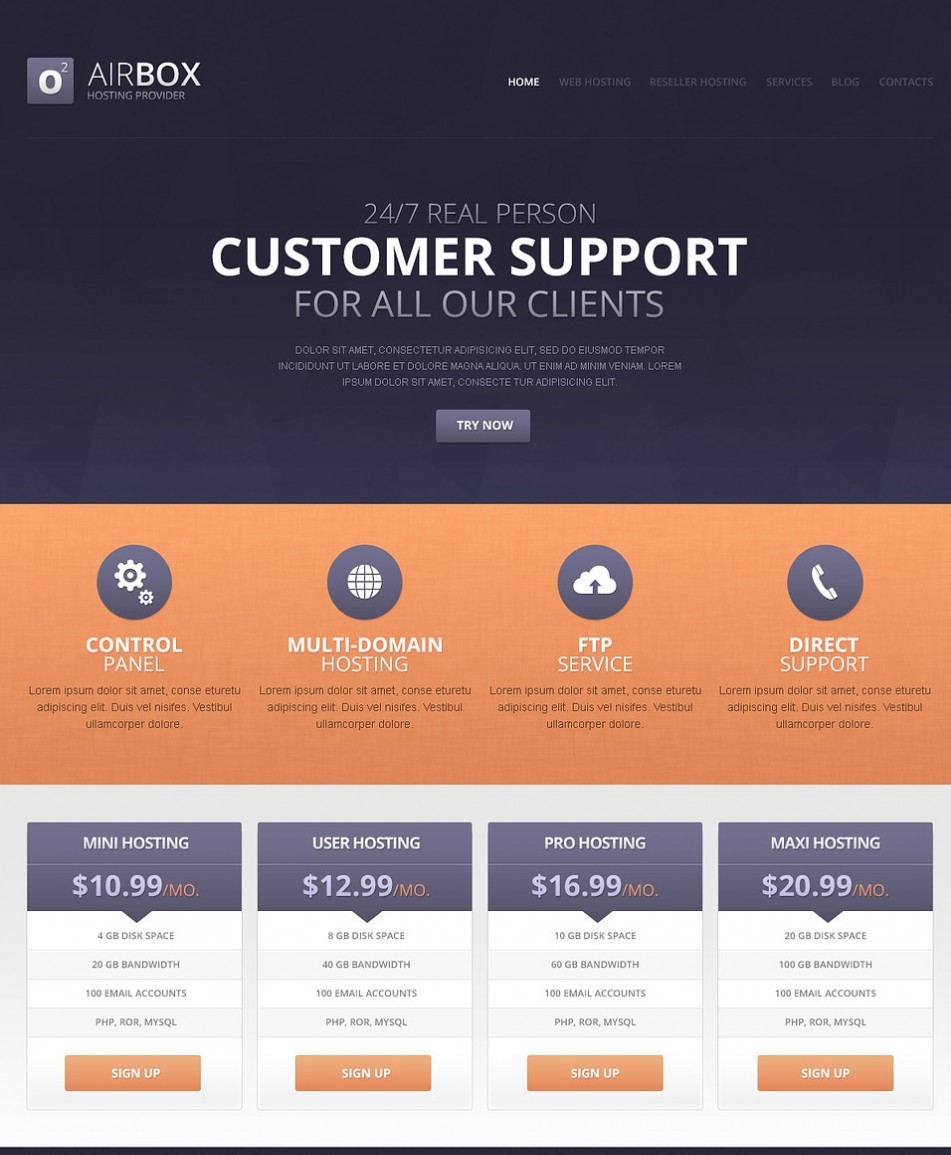 O2
AIRBOX
HOSTING PROVIDER
HOME WEB HOSTING RESELLER HOSTING SERVICES BLOG CONTACTS
24/7 REAL PERSON
CUSTOMER SUPPORT
FOR ALL OUR CLIENTS
DOLOR SIT AMET, CONSECTETUR ADIPISICING ELIT, SED DO EIUSMOD TEMPOR
INCIDIDUNT UT LABORE ET DOLORE MAGNA ALIQUA. UT ENIM AD MINIM VENIAM. LOREM
IPSUM DOLOR SIT AMET, CONSECTE TUR ADIPISICING ELIT.
TRY NOW
CONTROL
PANEL
Lorem ipsum dolor sit amet, conse eturetu
adipiscing elit. Duis vel nisifes. Vestibul
ullamcorper dolore.
MULTI-DOMAIN
HOSTING
Lorem ipsum dolor sit amet, conse eturetu
adipiscing elit. Duis vel nisifes. Vestibul
ullamcorper dolore.
FTP
SERVICE
Lorem ipsum dolor sit amet, conse eturetu
adipiscing elit. Duis vel nisifes. Vestibul
ullamcorper dolore.
DIRECT
SUPPORT
Lorem ipsum dolor sit amet, conse eturetu
adipiscing elit. Duis vel nisifes. Vestibul
ullamcorper dolore.
MINI HOSTING
$10.99/MO.
4 GB DISK SPACE
20 GB BANDWIDTH
100 EMAIL ACCOUNTS
PHP, ROR, MYSQL
SIGN UP
USER HOSTING
$12.99/MO.
8 GB DISK SPACE
40 GB BANDWIDTH
100 EMAIL ACCOUNTS
PHP, ROR, MYSQL
SIGN UP
PRO HOSTING
$16.99/MO.
10 GB DISK SPACE
60 GB BANDWIDTH
100 EMAIL ACCOUNTS
PHP, ROR, MYSQL
SIGN UP
MAXI HOSTING
$20.99/MO.
20 GB DISK SPACE
100 GB BANDWIDTH
100 EMAIL ACCOUNTS
PHP, ROR, MYSQL
SIGN UP